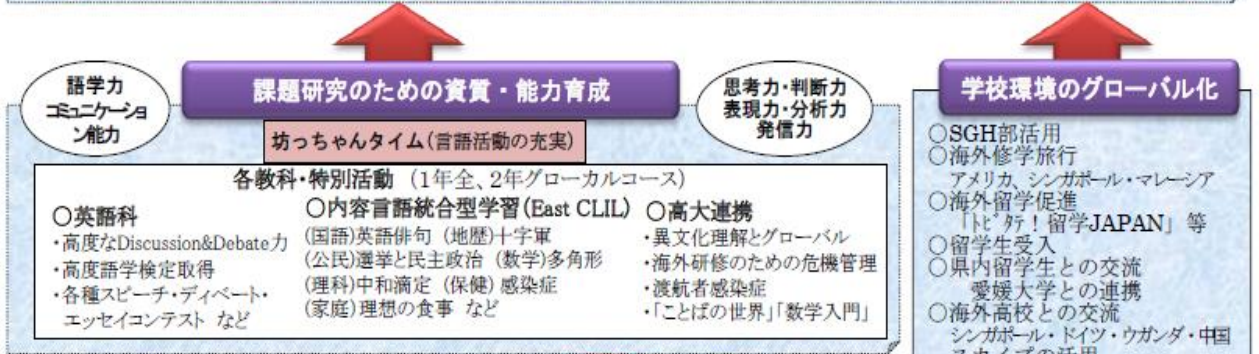 語学力
コミュニケーショ
ン能力
課題研究のための資質・能力育成
思考力・判断力
表現力・分析力
発信力
坊っちゃんタイム(言語活動の充実)
各教科・特別活動 (1年全、2年グローカルコース)
○英語科
・高度なDiscussion&Debate力
・高度語学検定取得
・各種スピーチ・ディベート・
エッセイコンテスト など
○内容言語統合型学習(East CLIL)
(国語)英語俳句 (地歴)十字軍
(公民)選挙と民主政治 (数学)多角形
(理科)中和滴定 (保健) 感染症
(家庭)理想の食事 など
○高大連携
・異文化理解とグローバル
・海外研修のための危機管理
・渡航者感染症
・「ことばの世界」「数学入門」
学校環境のグローバル化
○SGH部活用
○海外修学旅行
アメリカ、シンガポール・マレーシア
○海外留学促進
「トビタテ!留学JAPAN」等
○留学生受入
○県内留学生との交流
愛媛大学との連携
○海外高校との交流
シンガポール・ドイツ・ウガンダ・中国
スカイプの活用